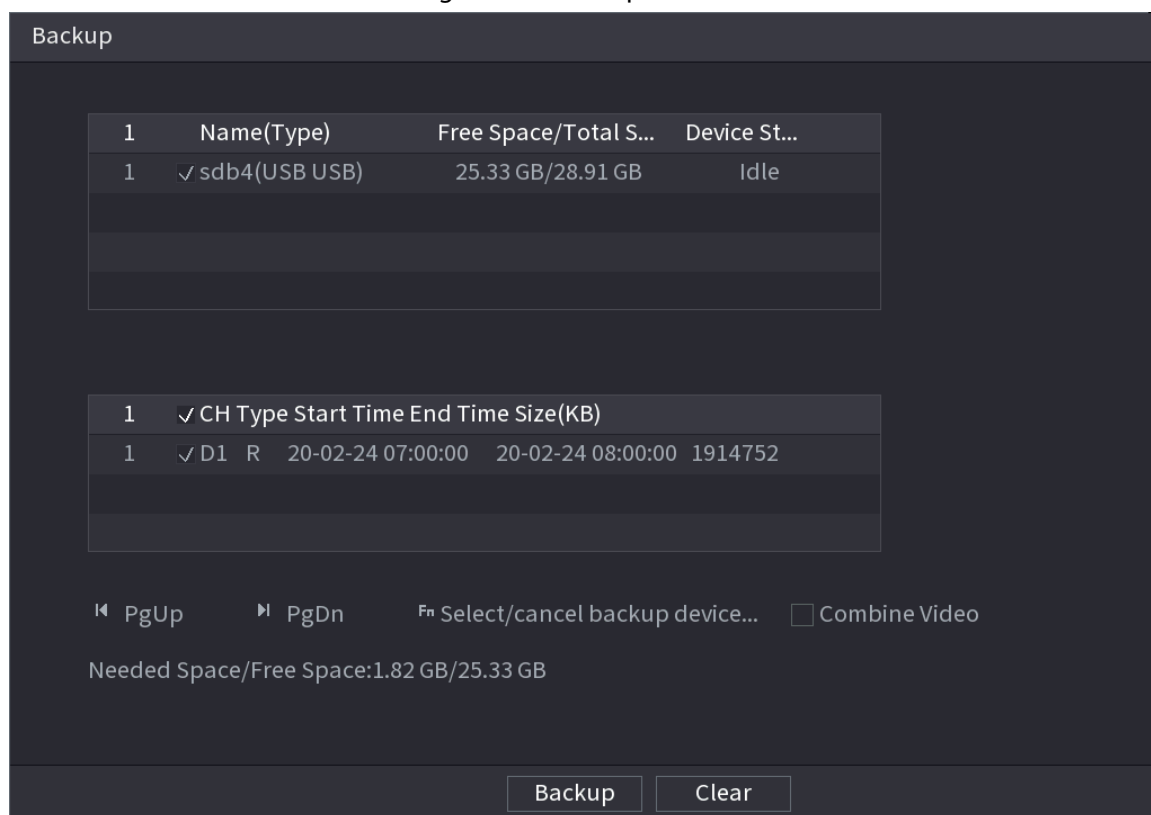 Backup
1 Name(Type) Free Space/Total S... Device St...
1 sdb4(USB USB) 25.33 GB/28.91 GB Idle
1 CH Type Start Time End Time Size(KB)
1 D1 R 20-02-24 07:00:00 20-02-24 08:00:00 1914752
PgUp PgDn Fn Select/cancel backup device... Combine Video
Needed Space/Free Space:1.82 GB/25.33 GB
Backup Clear